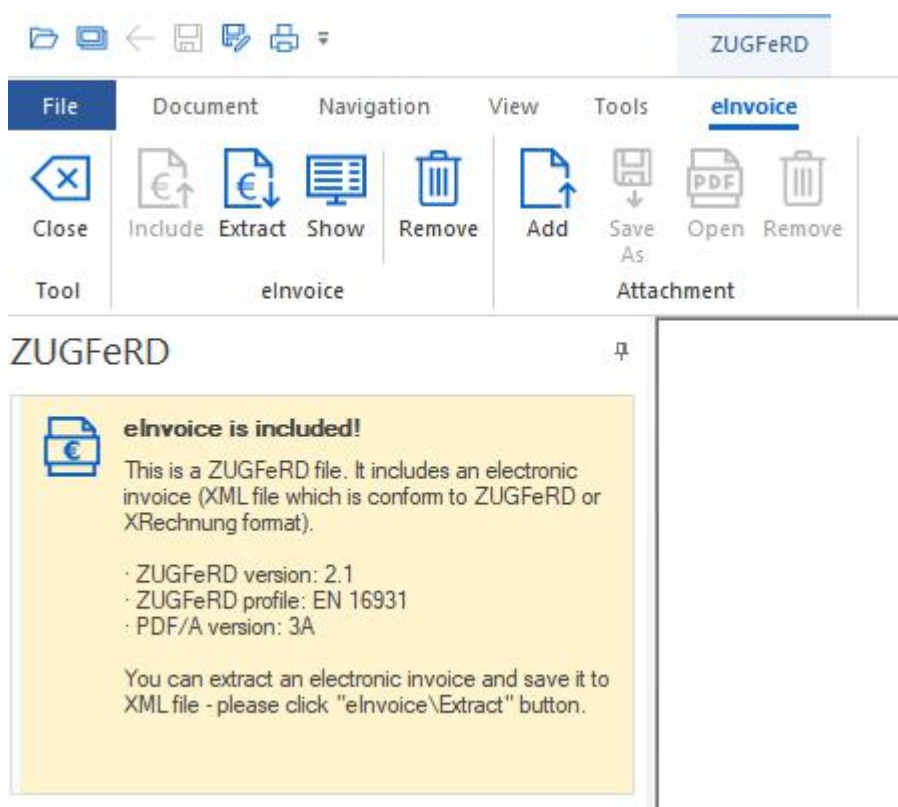 ZUGFeRD
File Document Navigation View Tools eInvoice
Close Include Extract Show Remove Add Save As Open Remove
PDF
Tool eInvoice Attachment
ZUGFeRD
eInvoice is included!
This is a ZUGFeRD file. It includes an electronic
invoice (XML file which is conform to ZUGFeRD or
XRechnung format).
· ZUGFeRD version: 2.1
· ZUGFeRD profile: EN 16931
· PDF/A version: 3A
You can extract an electronic invoice and save it to
XML file - please click "eInvoice\Extract" button.